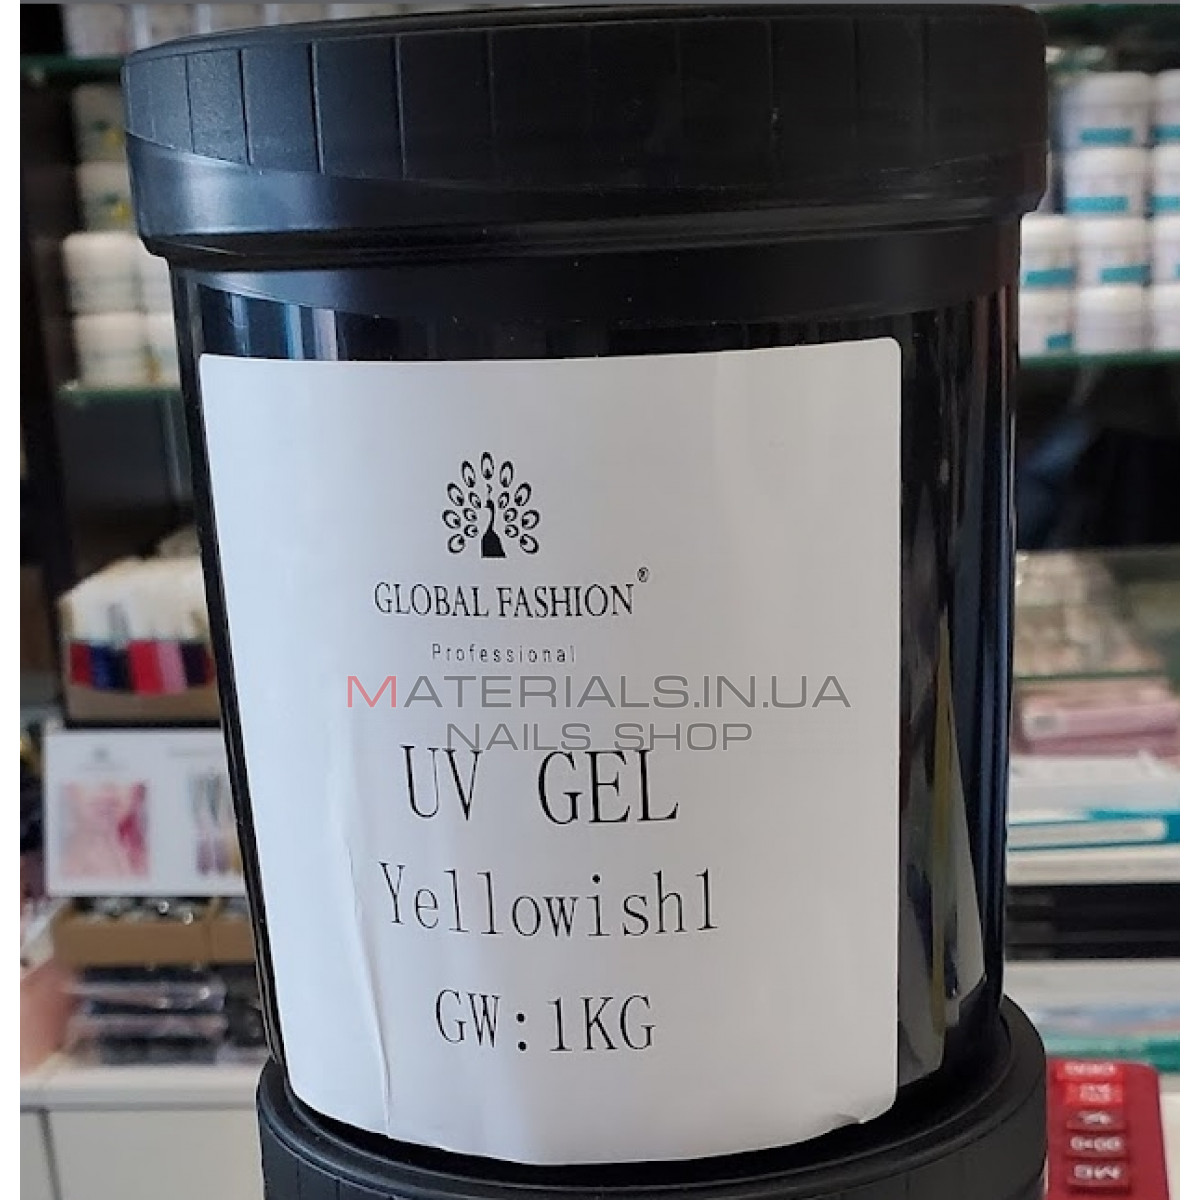 GLOBAL FASHION®
Professional
MATERIALS.IN.UA
NAILS SHOP
UV GEL
Yellowish1
GW:1KG